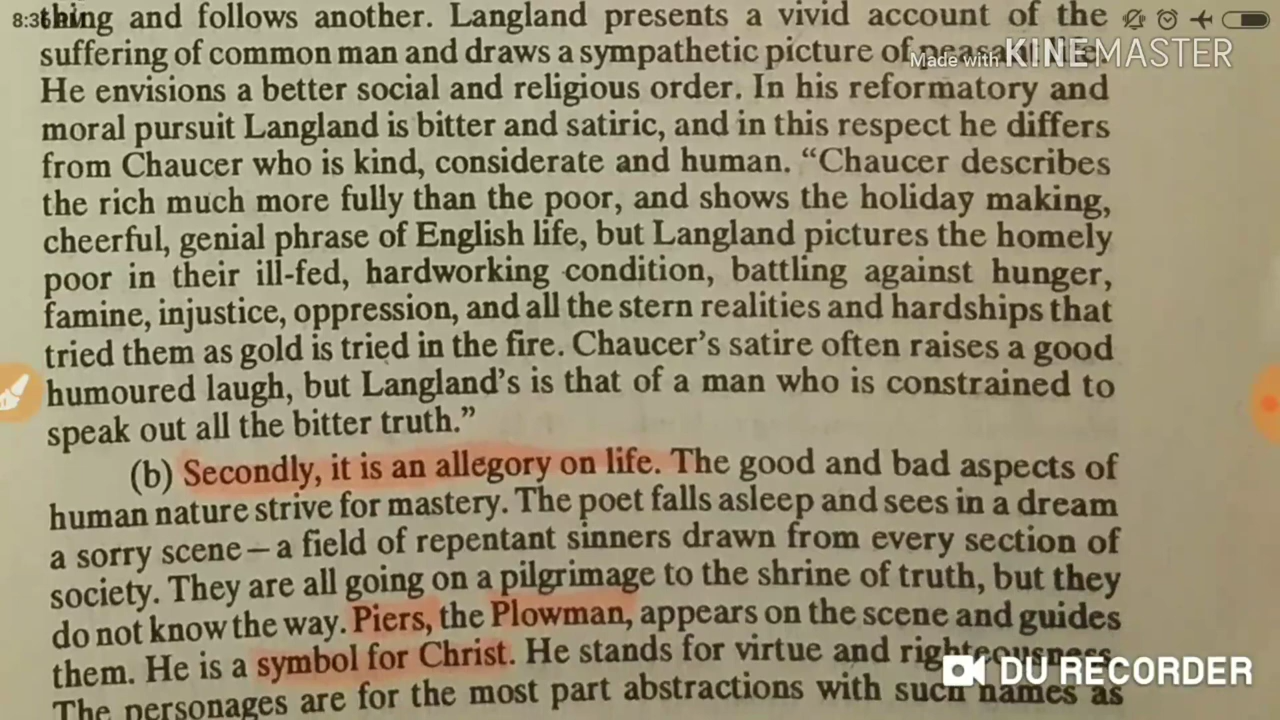 8:36
thing and follows another. Langland presents a vivid account of the
suffering of common man and draws a sympathetic picture of peasant life.
Made with KINEMASTER
He envisions a better social and religious order. In his reformatory and
moral pursuit Langland is bitter and satiric, and in this respect he differs
from Chaucer who is kind, considerate and human. “Chaucer describes
the rich much more fully than the poor, and shows the holiday making,
cheerful, genial phrase of English life, but Langland pictures the homely
poor in their ill-fed, hardworking condition, battling against hunger,
famine, injustice, oppression, and all the stern realities and hardships that
tried them as gold is tried in the fire. Chaucer’s satire often raises a good
humoured laugh, but Langland’s is that of a man who is constrained to
speak out all the bitter truth.”
(b) Secondly, it is an allegory on life. The good and bad aspects of
human nature strive for mastery. The poet falls asleep and sees in a dream
a sorry scene – a field of repentant sinners drawn from every section of
society. They are all going on a pilgrimage to the shrine of truth, but they
do not know the way. Piers, the Plowman, appears on the scene and guides
them. He is a symbol for Christ. He stands for virtue and righteousness.
DU RECORDER
The personages are for the most part abstractions with such names as